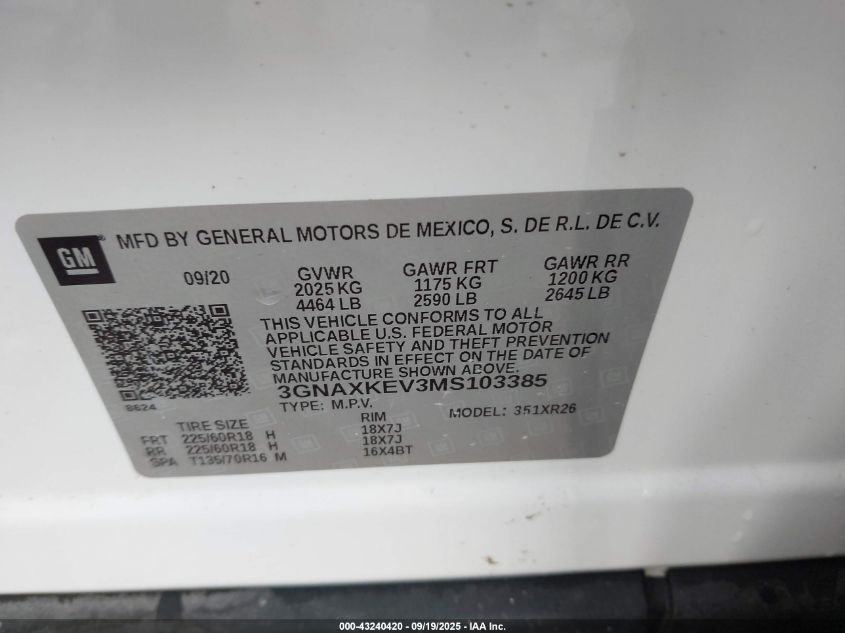 GM
MFD BY GENERAL MOTORS DE MEXICO, S. DE R.L. DE C.V.
09/20
GVWR GAWR FRT GAWR RR
2025 KG 1175 KG 1200 KG
4464 LB 2590 LB 2645 LB
THIS VEHICLE CONFORMS TO ALL
APPLICABLE U.S. FEDERAL MOTOR
VEHICLE SAFETY AND THEFT PREVENTION
STANDARDS IN EFFECT ON THE DATE OF
MANUFACTURE SHOWN ABOVE.
3GNAXKEV3MS103385
8624
TYPE: M.P.V. MODEL: 351XR26
TIRE SIZE RIM
FRT 225/60R18 H 18X7J
RR 225/60R18 H 18X7J
SPA T135/70R16 M 16X4BT
000-43240420 - 09/19/2025 - IAA Inc.